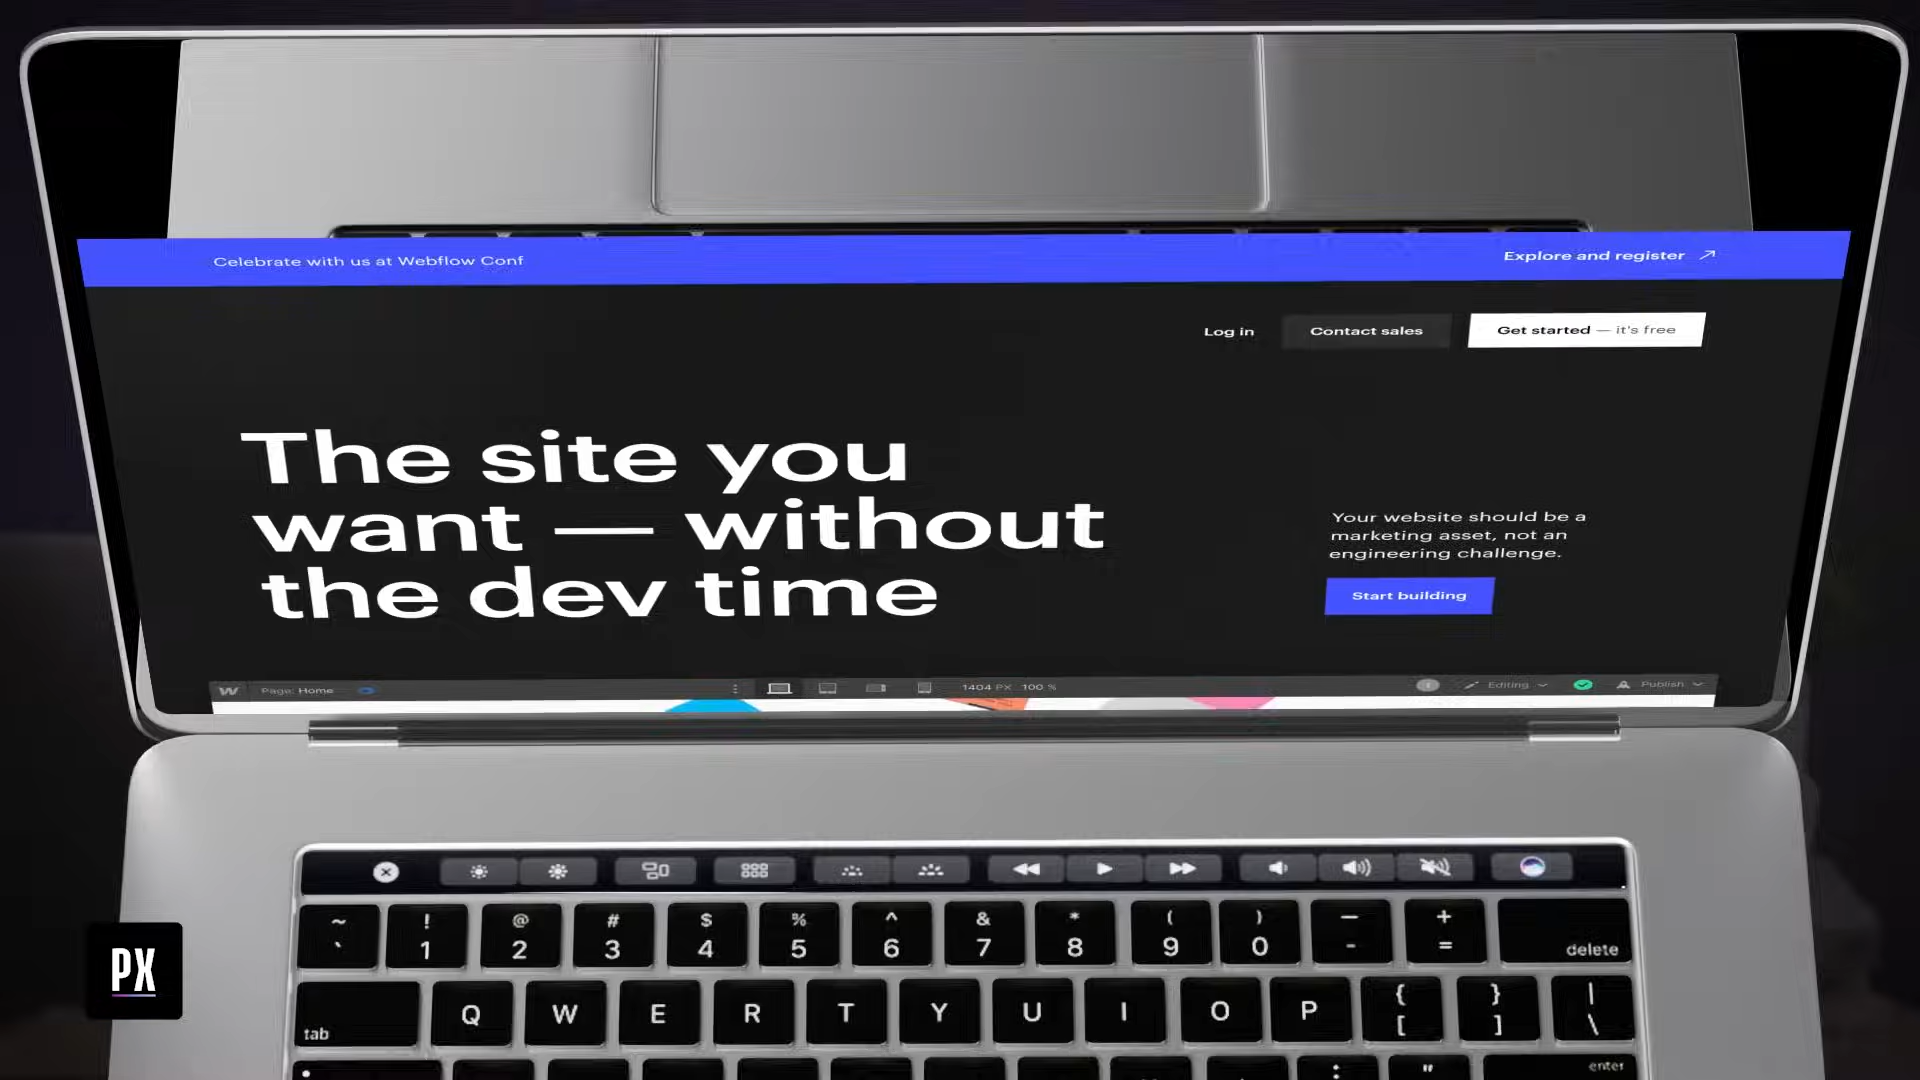 Celebrate with us at Webflow Conf
Explore and register
Log in
Contact sales
Get started — it's free
The site you
want — without
the dev time
Your website should be a
marketing asset, not an
engineering challenge.
Start building
W Page: Home
1404 PX 100 %
Editing
Publish
~ ! @ # $ % ^ & * ( ) — +
` 1 2 3 4 5 6 7 8 9 0 - = delete
tab Q W E R T Y U I O P { [ } ] | \
: " enter
PX